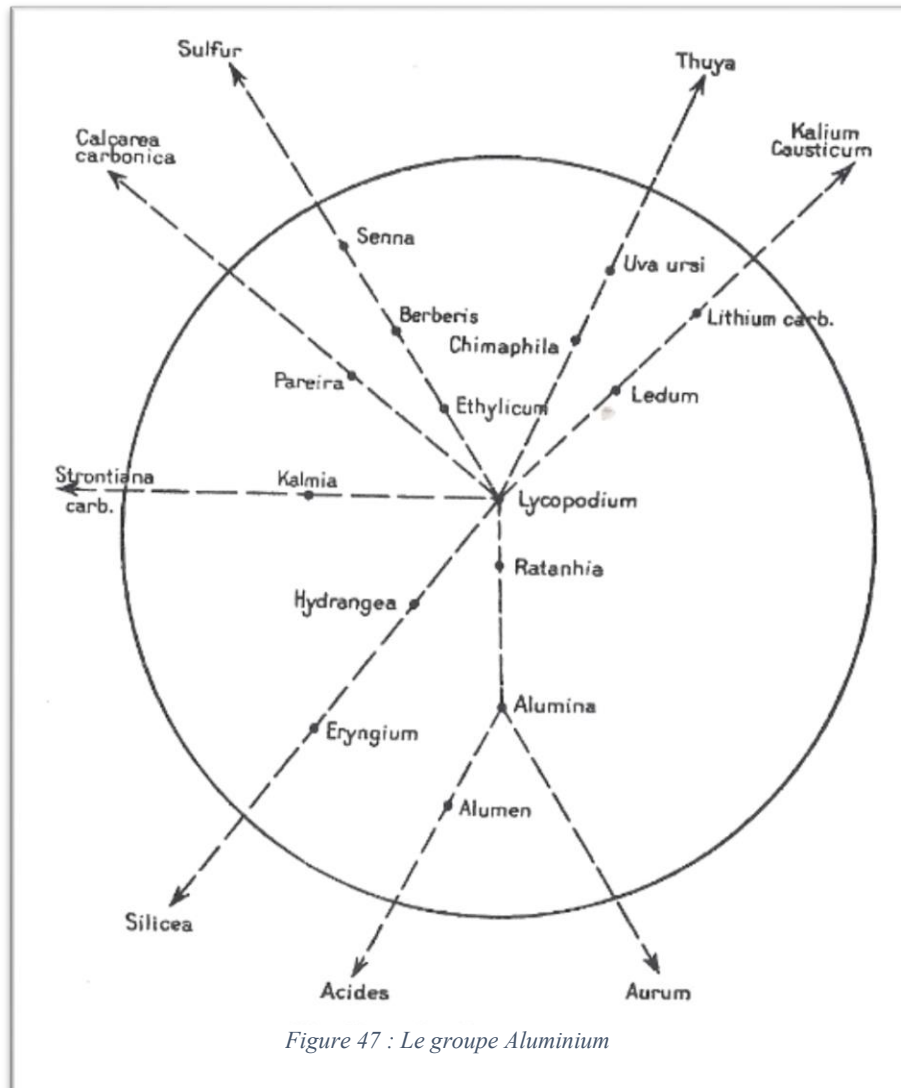 Sulfur
Thuya
Calcarea
carbonica
Kalium
Causticum
Senna
Uva ursi
Berberis
Lithium carb.
Chimaphila
Pareira
Ledum
Ethylicum
Strontiana
carb.
Kalmia
Lycopodium
Ratanhia
Hydrangea
Alumina
Eryngium
Alumen
Silicea
Acides
Aurum
Figure 47 : Le groupe Aluminium